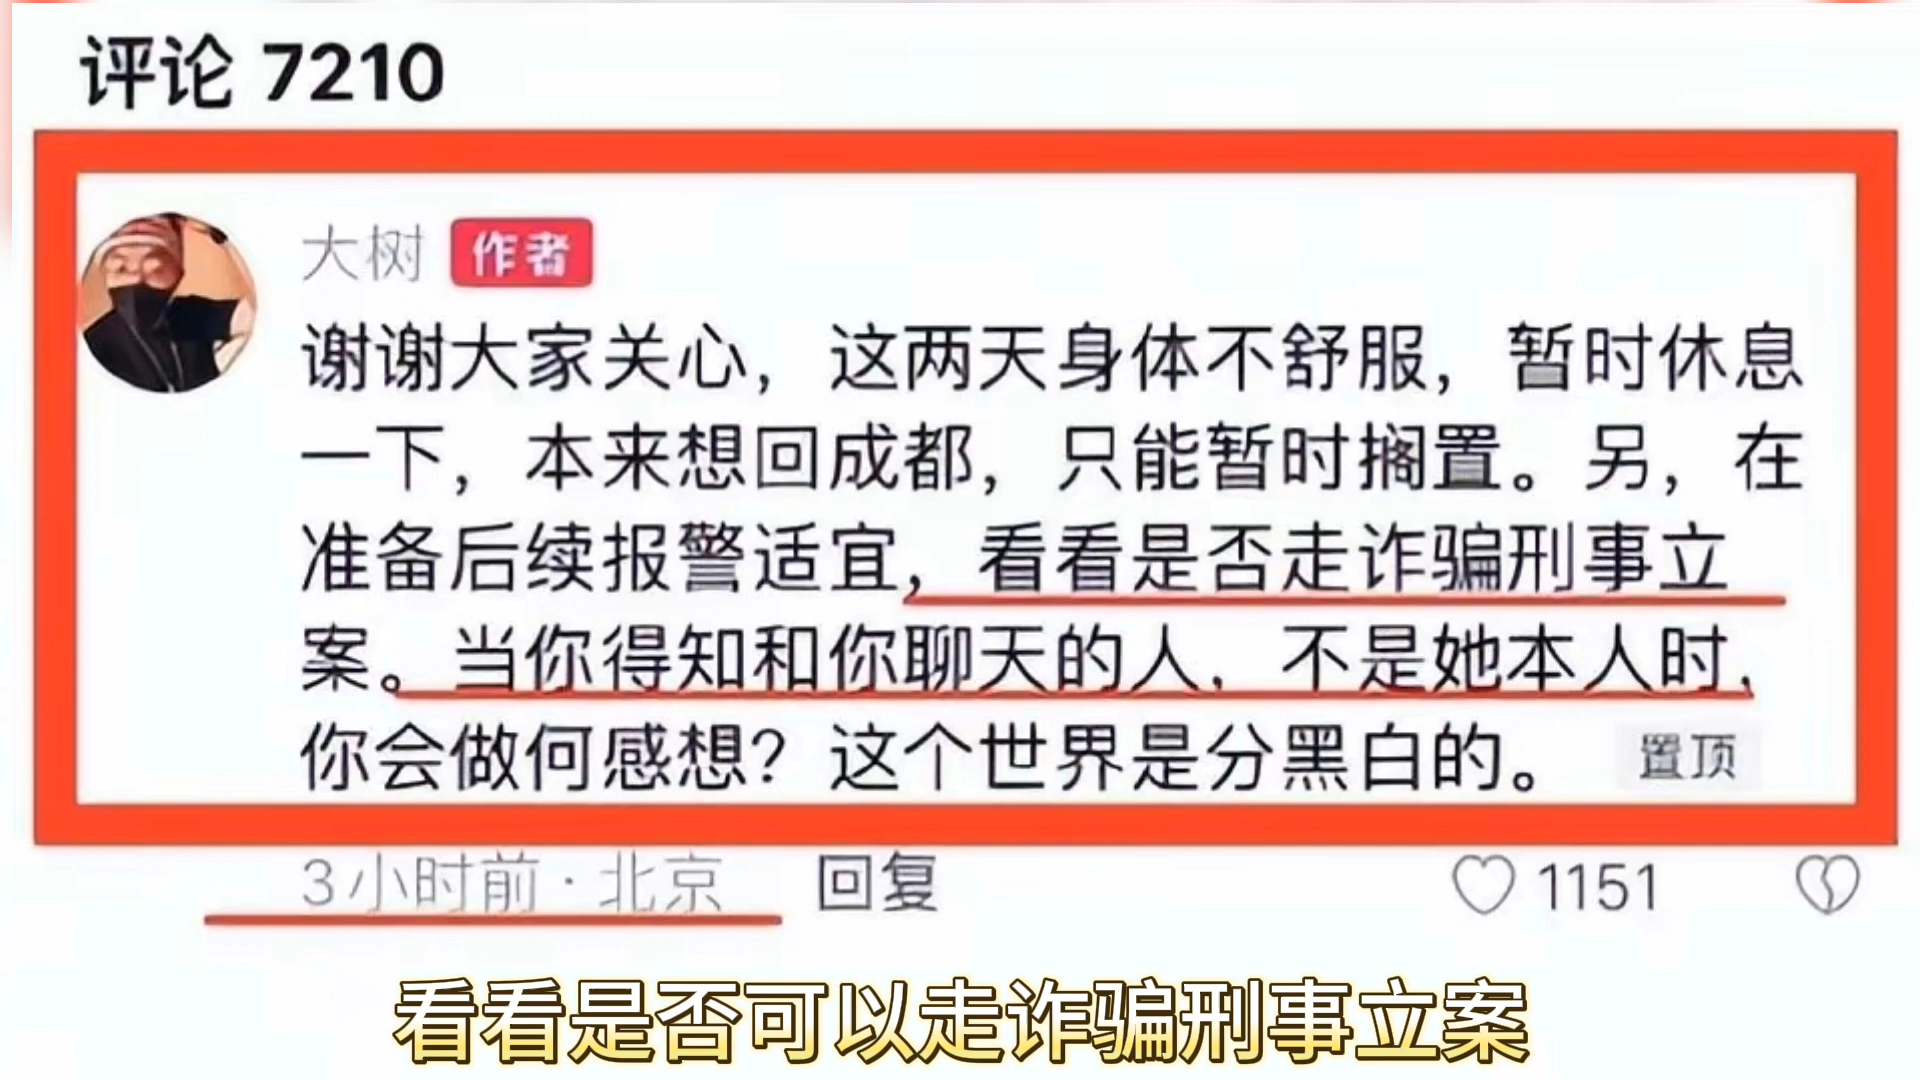 评论 7210
大树 作者
谢谢大家关心，这两天身体不舒服，暂时休息
一下，本来想回成都，只能暂时搁置。另，在
准备后续报警适宜，看看是否走诈骗刑事立
案。当你得知和你聊天的人，不是她本人时，
你会做何感想？这个世界是分黑白的。 置顶
3小时前·北京 回复 1151
看看是否可以走诈骗刑事立案